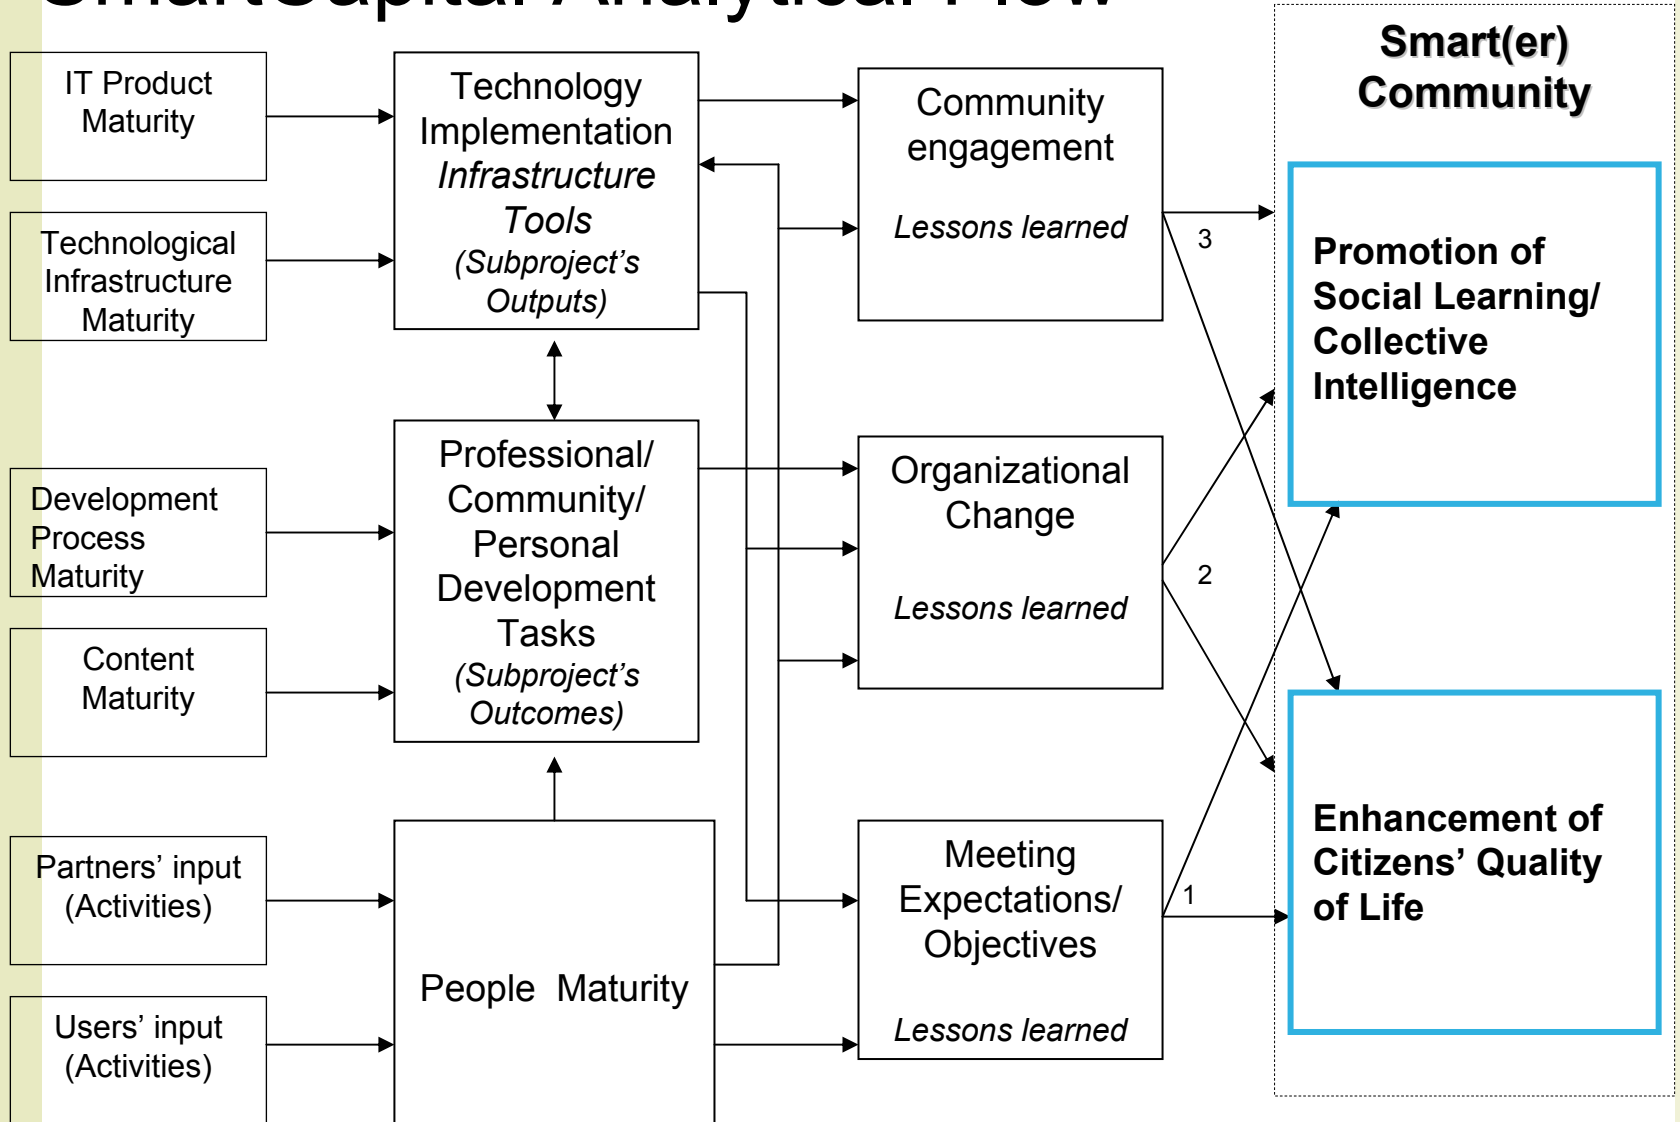 SmartCapital Analytical Flow
IT Product
Maturity
Technological
Infrastructure
Maturity
Development
Process
Maturity
Content
Maturity
Partners’ input
(Activities)
Users’ input
(Activities)
Technology
Implementation
Infrastructure
Tools
(Subproject’s
Outputs)
Professional/
Community/
Personal
Development
Tasks
(Subproject’s
Outcomes)
People Maturity
Community
engagement
Lessons learned
Organizational
Change
Lessons learned
Meeting
Expectations/
Objectives
Lessons learned
3
2
1
Smart(er)
Community
Promotion of
Social Learning/
Collective
Intelligence
Enhancement of
Citizens’ Quality
of Life